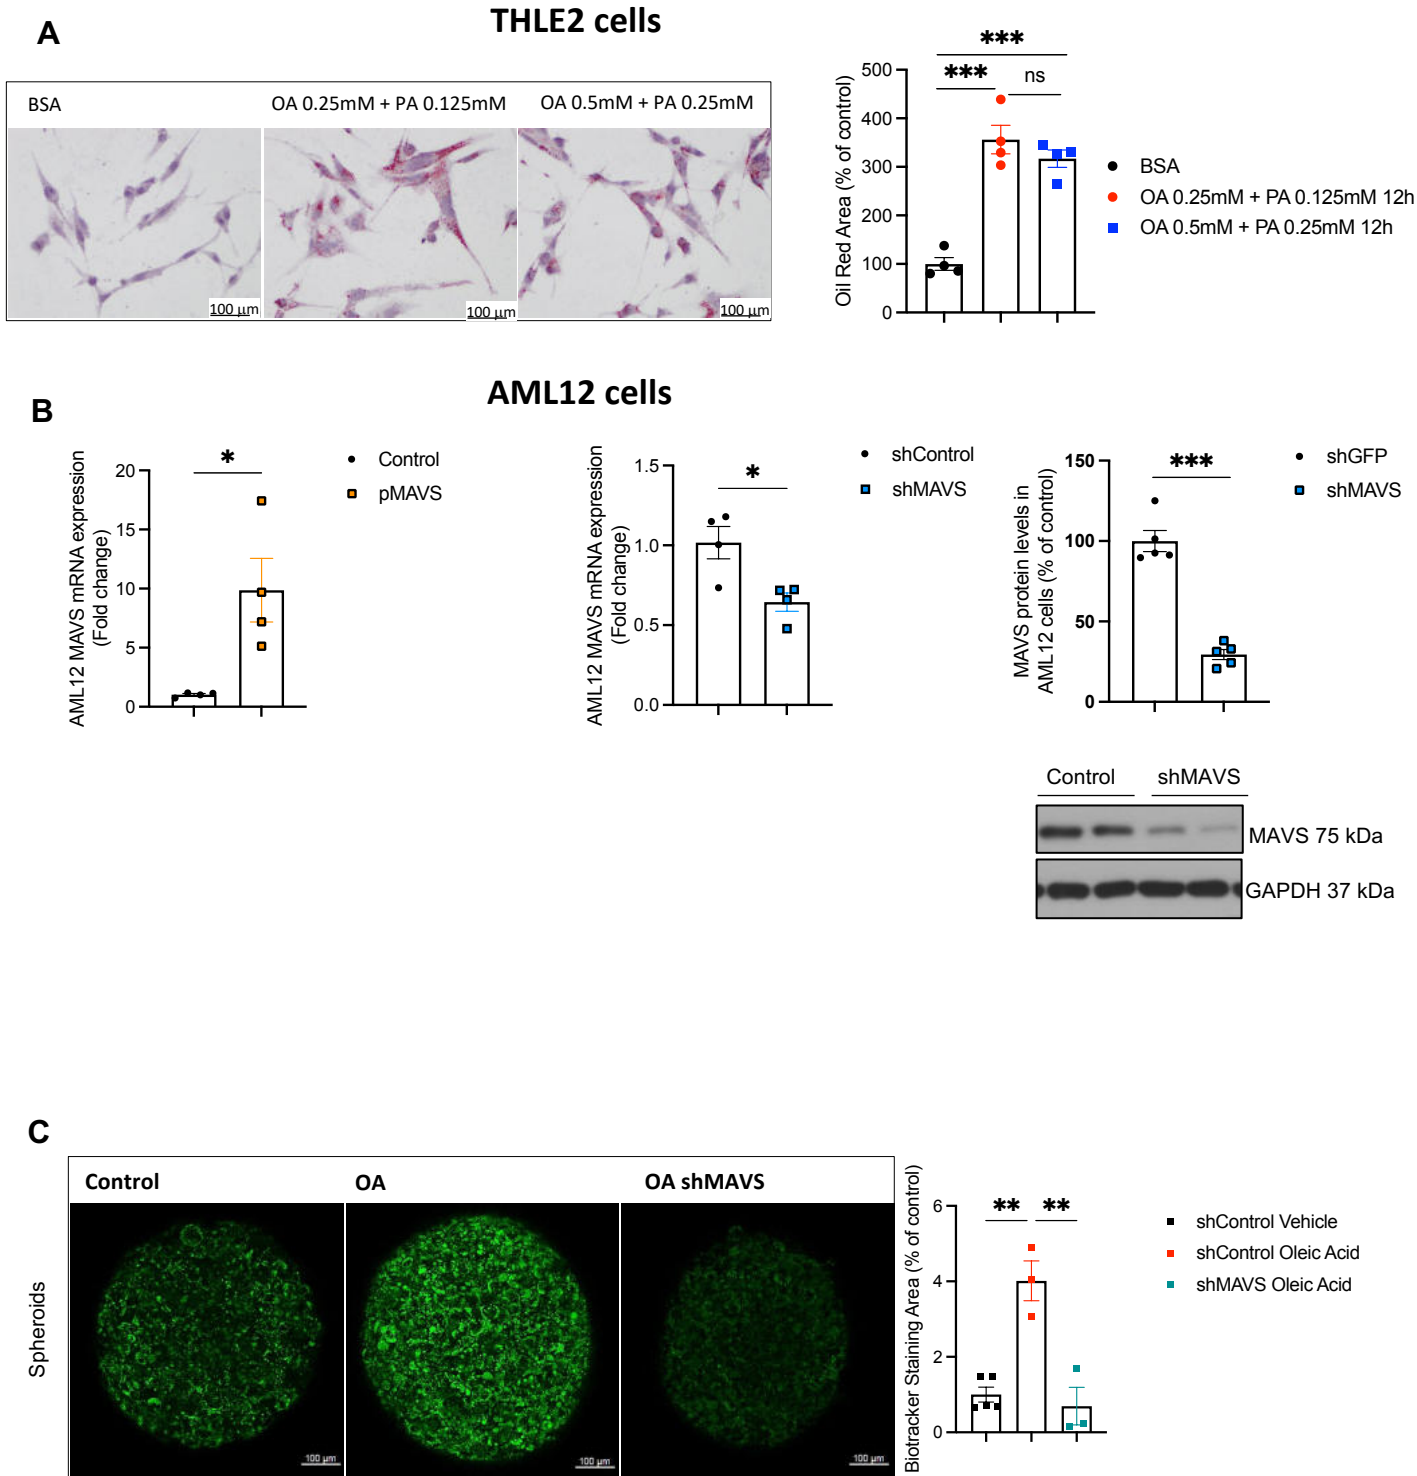 THLE2 cells
A
BSA
OA 0.25mM + PA 0.125mM
OA 0.5mM + PA 0.25mM
100 µm
100 µm
100 µm
Oil Red Area (% of control)
500
400
300
200
100
0
***
***
ns
BSA
OA 0.25mM + PA 0.125mM 12h
OA 0.5mM + PA 0.25mM 12h
AML12 cells
B
AML12 MAVS mRNA expression
(Fold change)
20
15
10
5
0
*
Control
pMAVS
AML12 MAVS mRNA expression
(Fold change)
1.5
1.0
0.5
0.0
*
shControl
shMAVS
MAVS protein levels in
AML12 cells (% of control)
150
100
50
0
***
shGFP
shMAVS
Control
shMAVS
MAVS 75 kDa
GAPDH 37 kDa
C
Spheroids
Control
OA
OA shMAVS
100 µm
100 µm
100 µm
Biotracker Staining Area (% of control)
6
4
2
0
**
**
shControl Vehicle
shControl Oleic Acid
shMAVS Oleic Acid